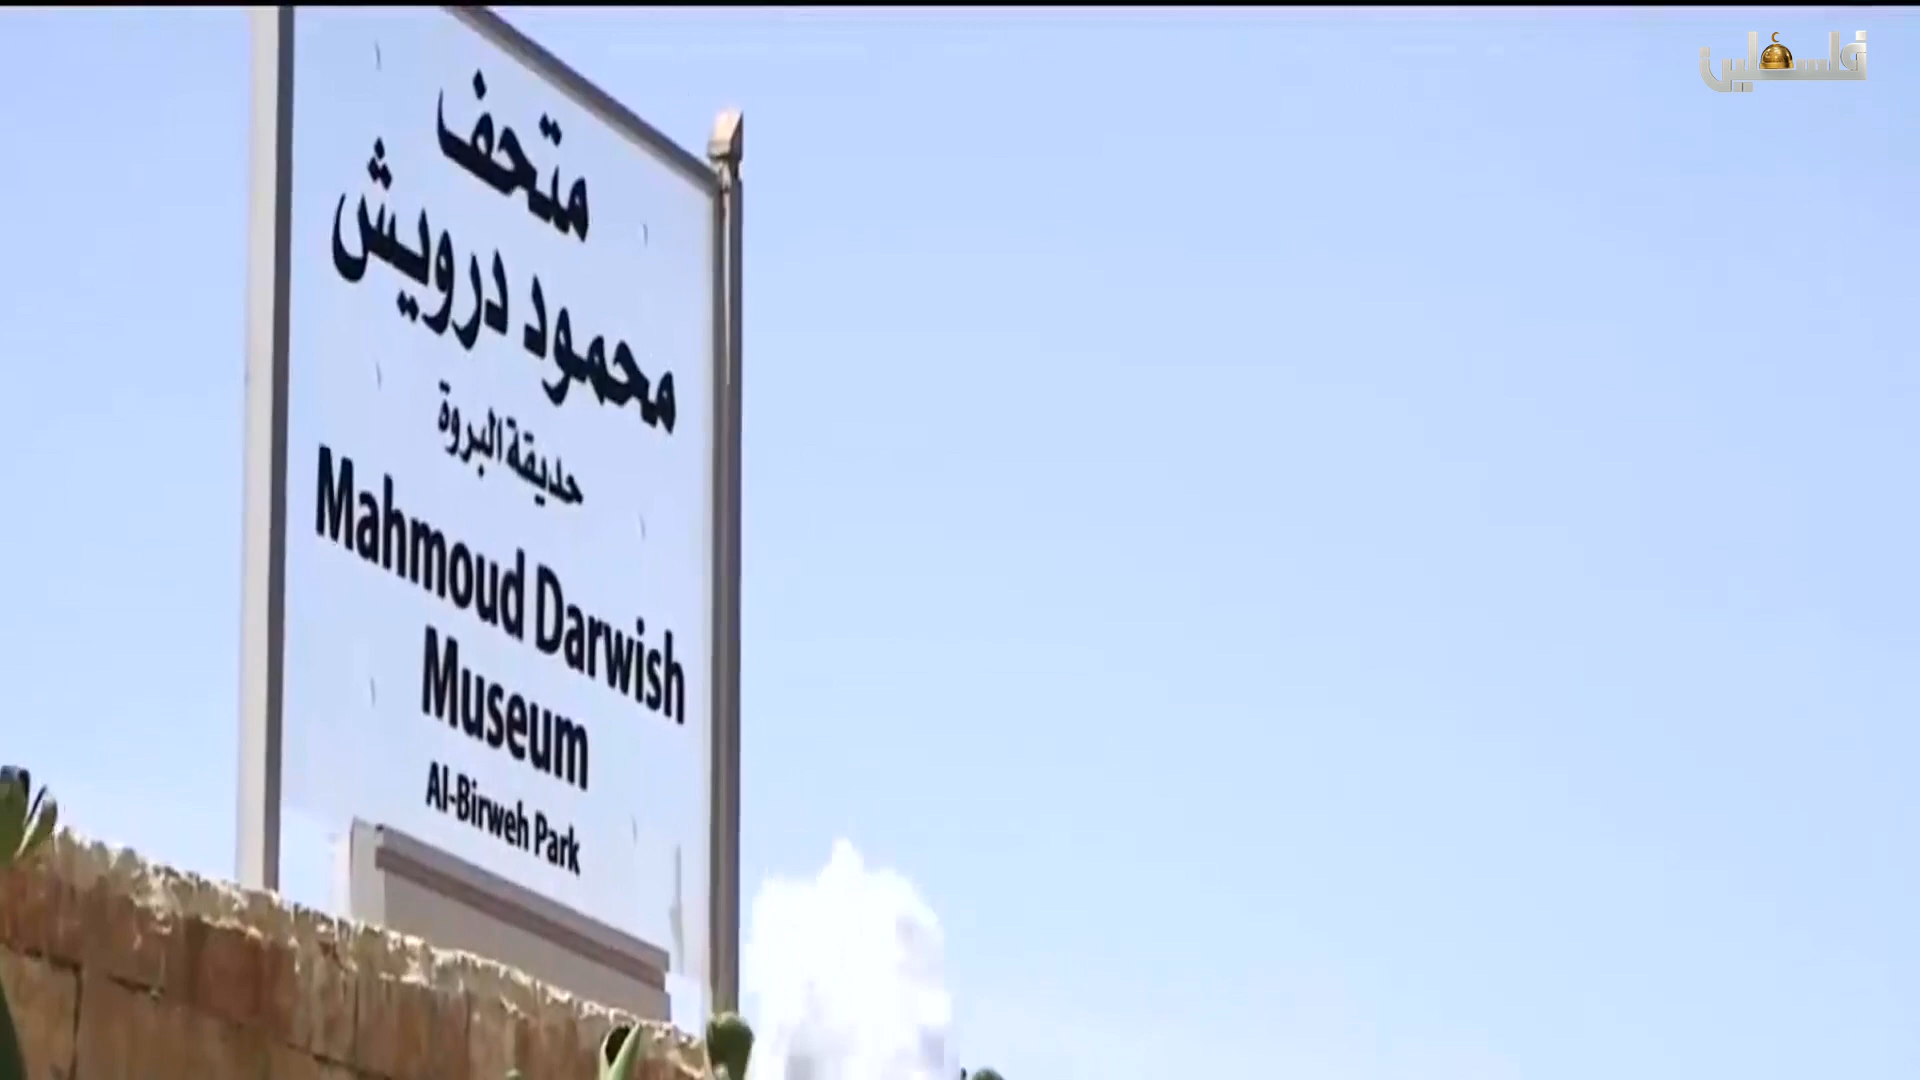 فلسطين
متحف
محمود درويش
حديقة البروة
Mahmoud Darwish
Museum
Al-Birweh Park